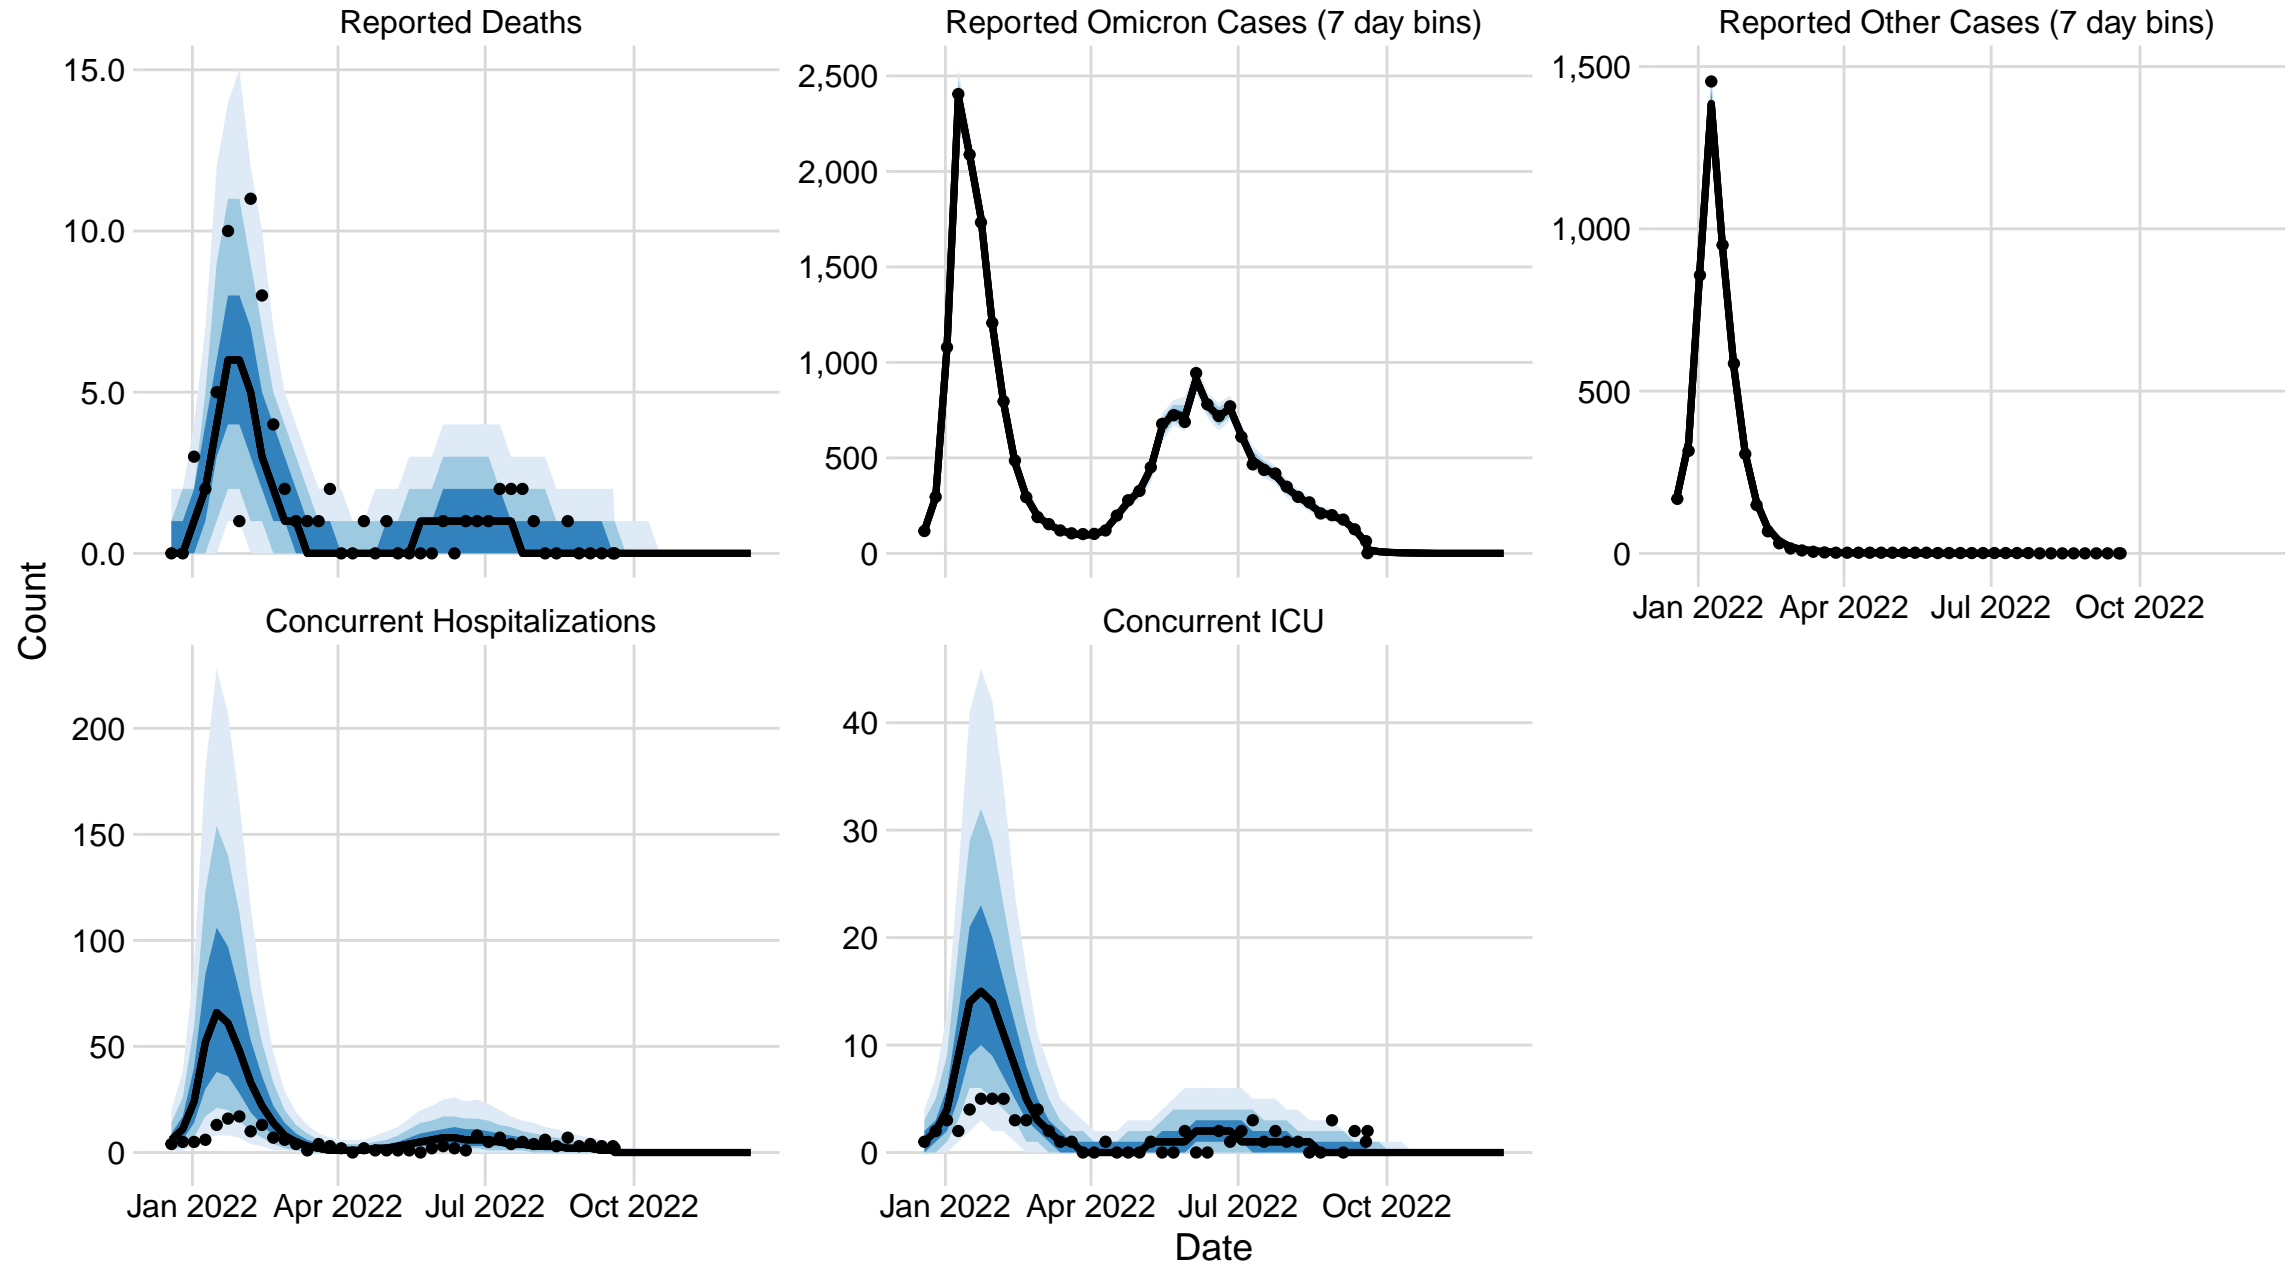 Reported Deaths
Reported Omicron Cases (7 day bins)
Reported Other Cases (7 day bins)
15.0
10.0
5.0
0.0
2,500
2,000
1,500
1,000
500
0
1,500
1,000
500
0
Jan 2022 Apr 2022 Jul 2022 Oct 2022
Count
Concurrent Hospitalizations
Concurrent ICU
200
150
100
50
0
40
30
20
10
0
Jan 2022 Apr 2022 Jul 2022 Oct 2022
Jan 2022 Apr 2022 Jul 2022 Oct 2022
Date